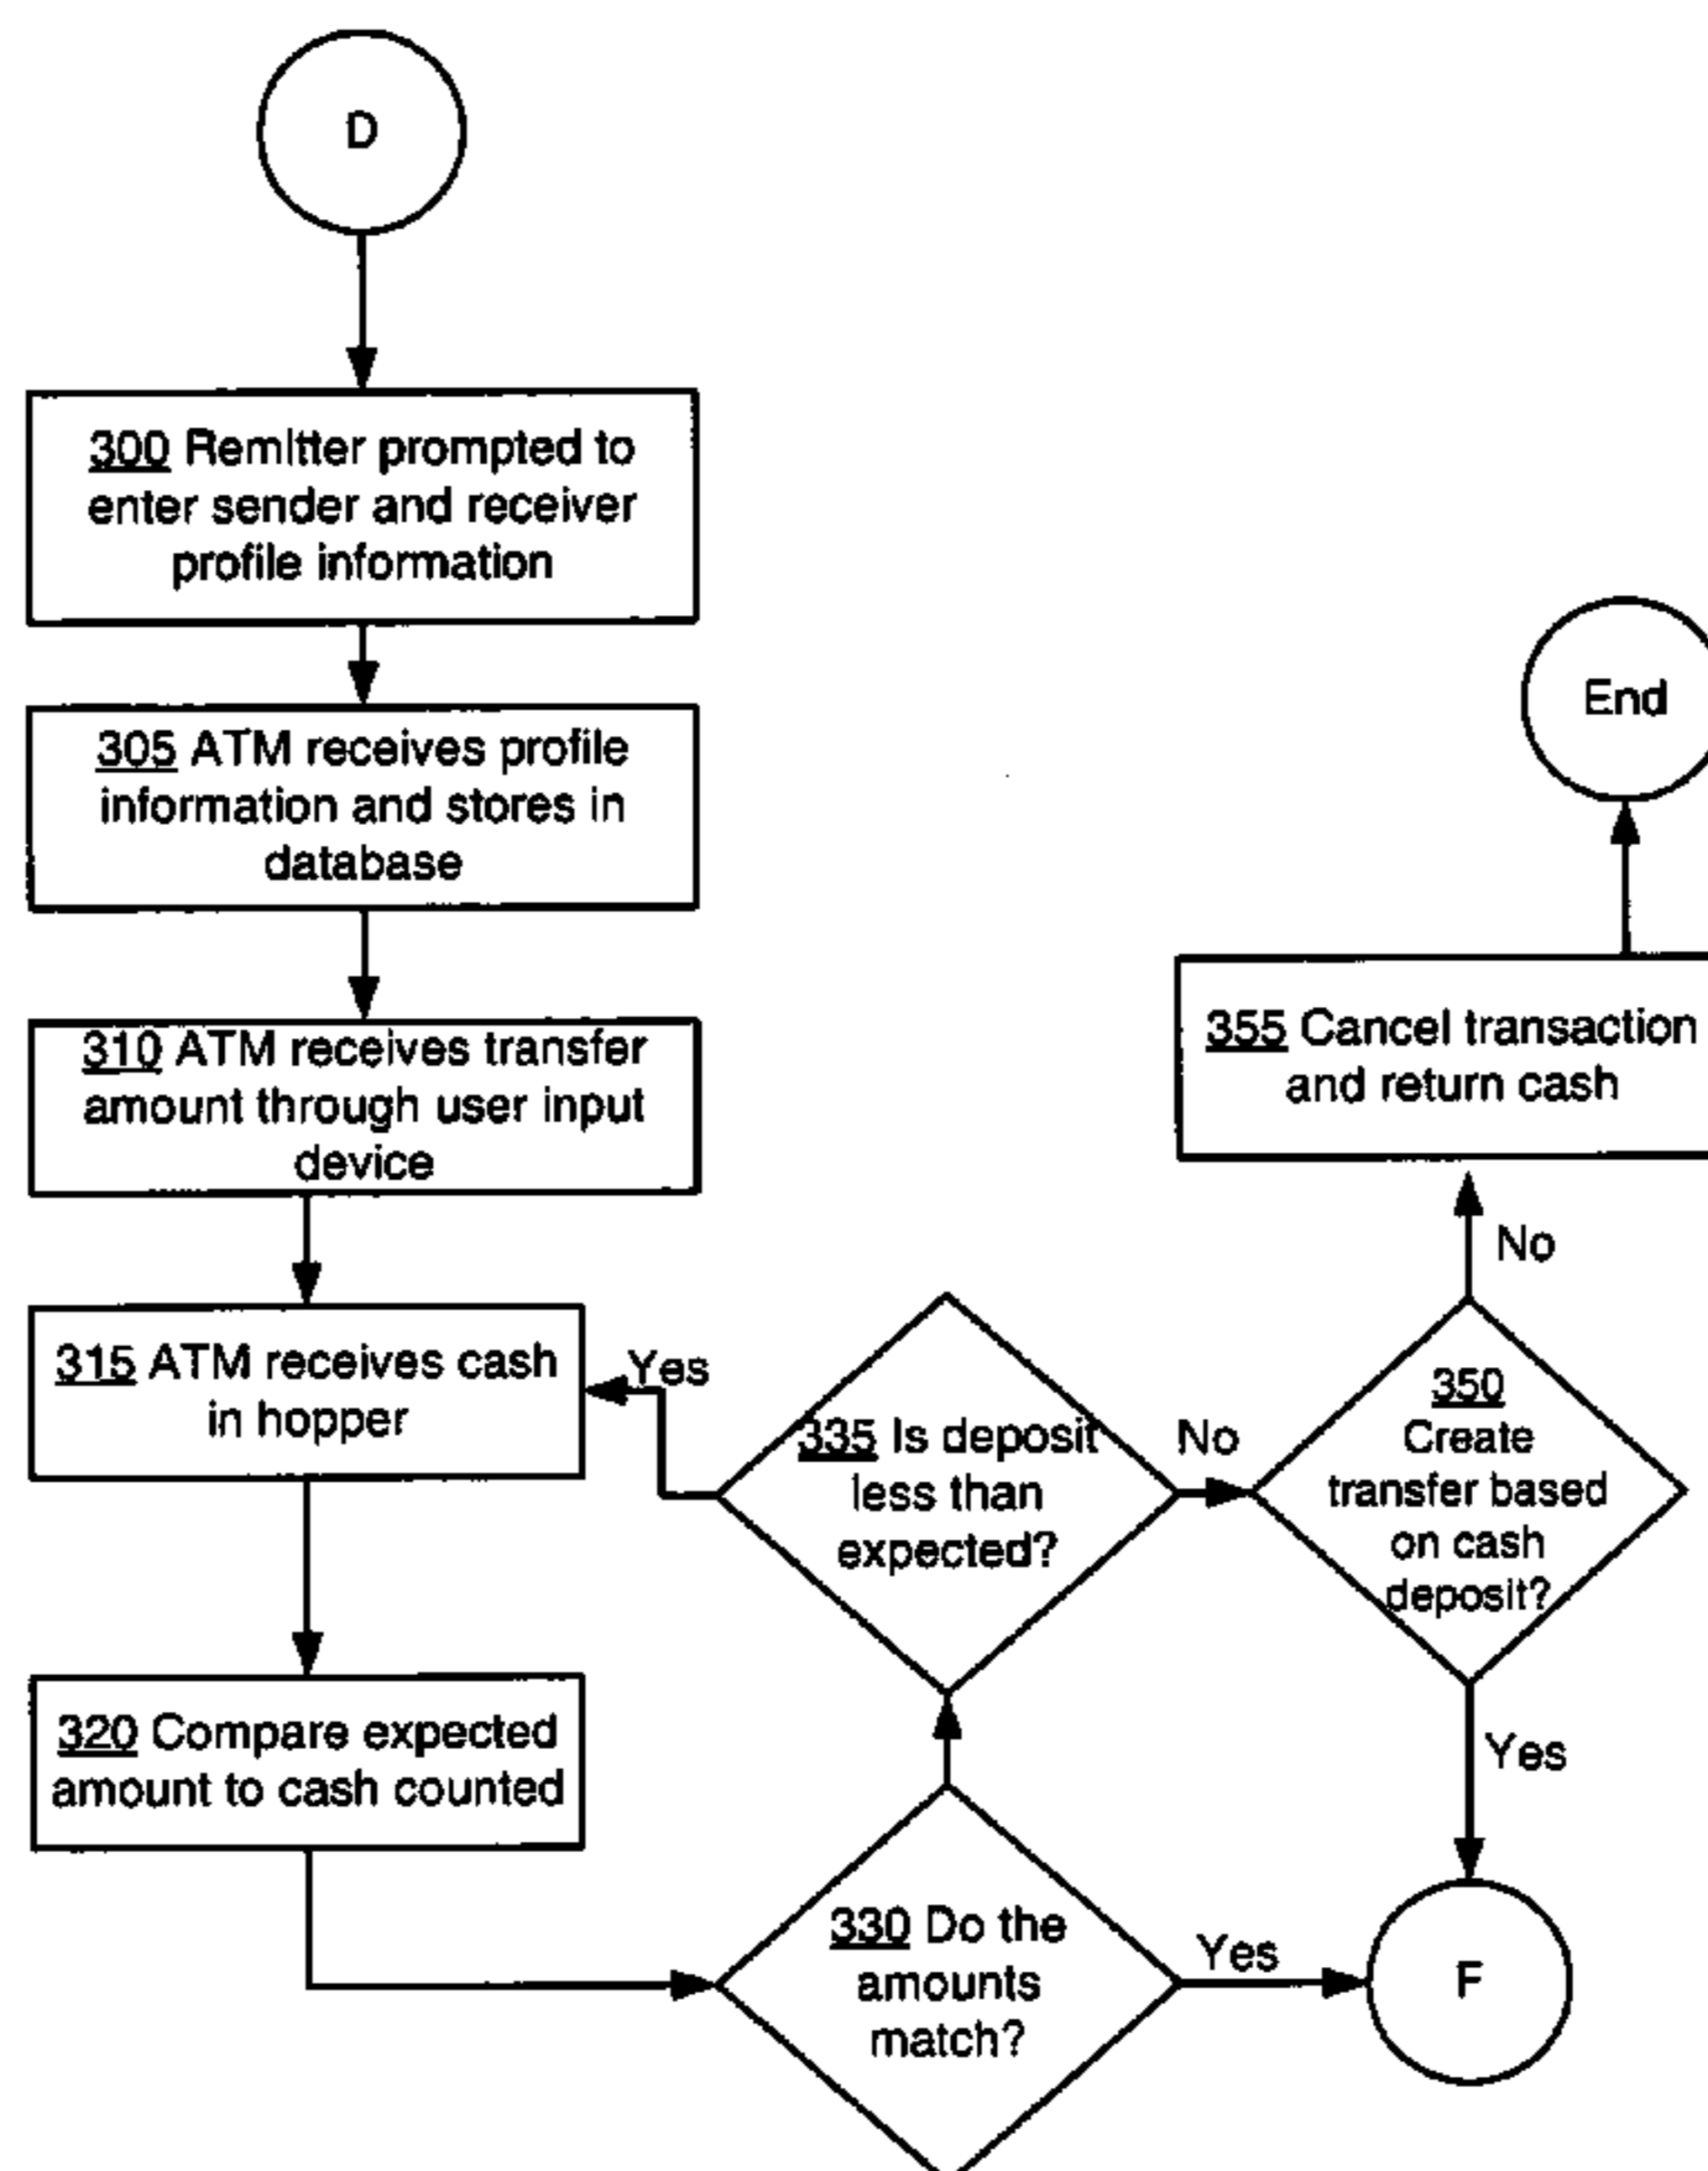 D
300 Remitter prompted to
enter sender and receiver
profile information
305 ATM receives profile
information and stores in
database
310 ATM receives transfer
amount through user input
device
315 ATM receives cash
in hopper
320 Compare expected
amount to cash counted
330 Do the
amounts
match?
Yes
F
335 Is deposit
less than
expected?
Yes
No
350
Create
transfer based
on cash
deposit?
Yes
No
355 Cancel transaction
and return cash
End